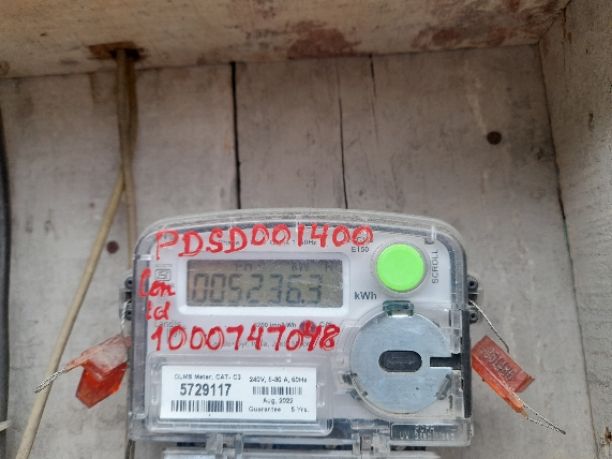 PDSD001400
E150
SCROLL
005236.3
kWh
Con
id
1000747048
DLMS Meter, CAT- C3
5729117
240V, 5-60 A, 50Hz
Aug, 2022
Guarantee : 5 Yrs.